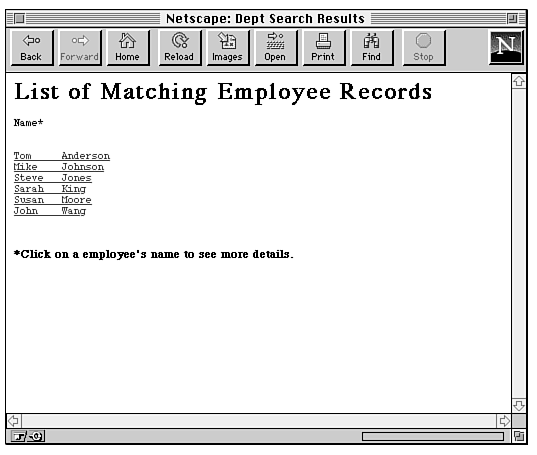 Netscape: Dept Search Results
Back Forward Home Reload Images Open Print Find Stop
N
List of Matching Employee Records
Name*
Tom Anderson
Mike Johnson
Steve Jones
Sarah King
Susan Moore
John Wang
*Click on a employee's name to see more details.